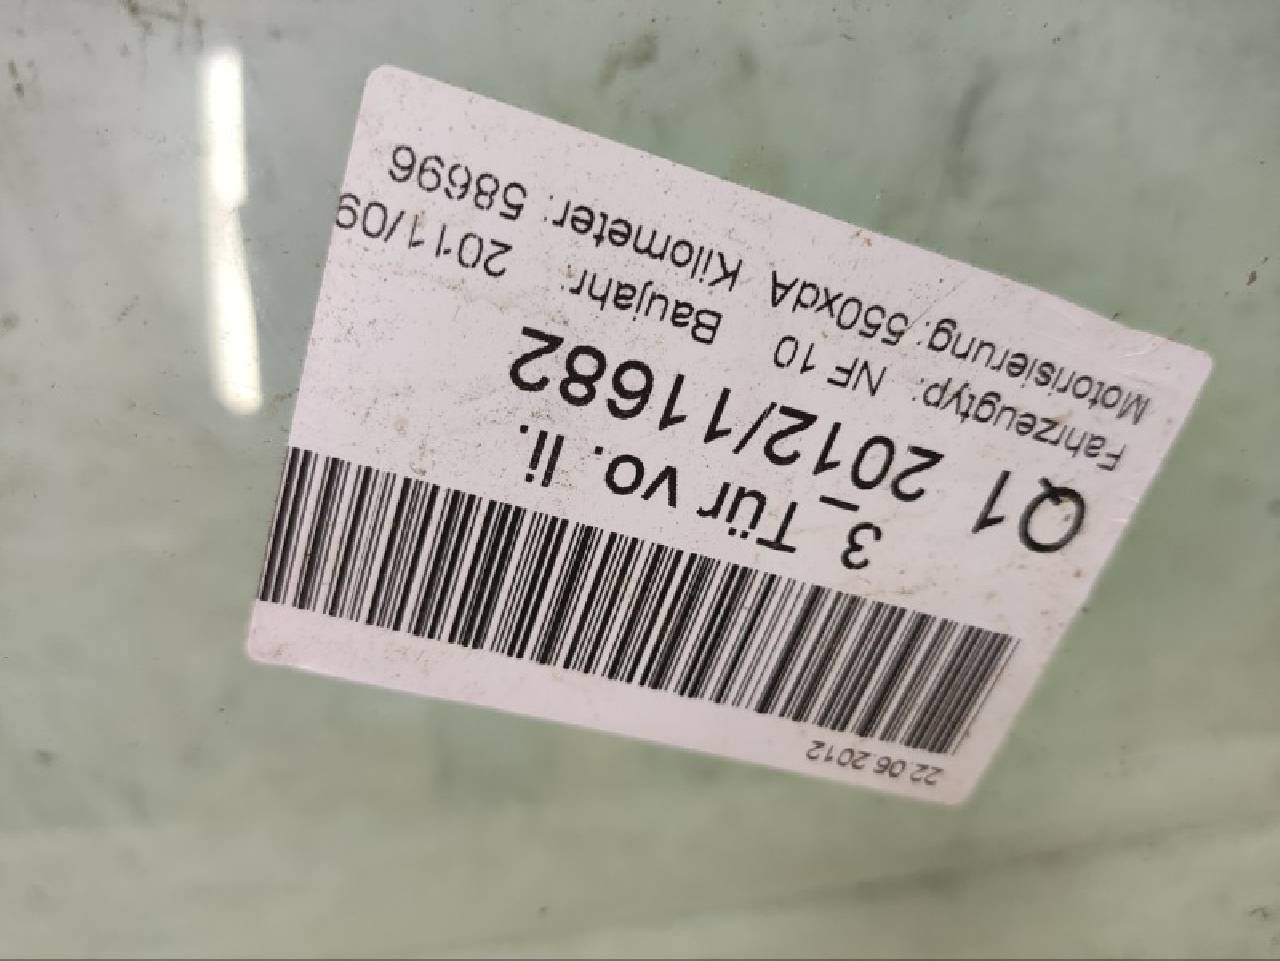 22.06.2012
3_Tür vo. li.
Q1 2012/11682
Fahrzeugtyp: NF 10 Baujahr: 2011/09
Motorisierung: 550xdA Kilometer: 58696